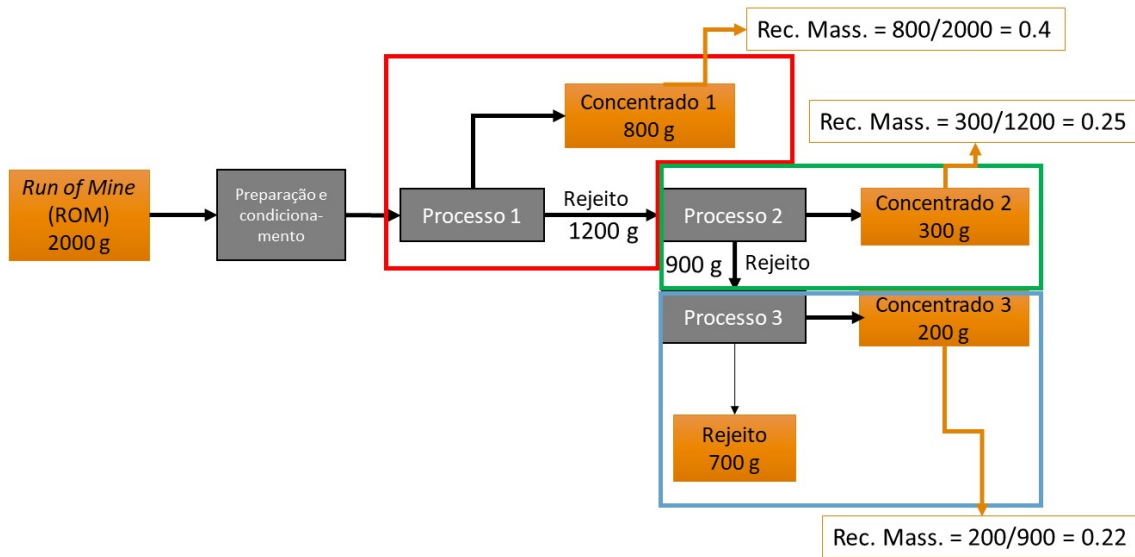 Rec. Mass. = 800/2000 = 0.4
Concentrado 1
800 g
Rec. Mass. = 300/1200 = 0.25
Run of Mine
(ROM)
2000 g
Preparação e
condiciona-
mento
Processo 1
Rejeito
1200 g
Processo 2
Concentrado 2
300 g
900 g
Rejeito
Processo 3
Concentrado 3
200 g
Rejeito
700 g
Rec. Mass. = 200/900 = 0.22